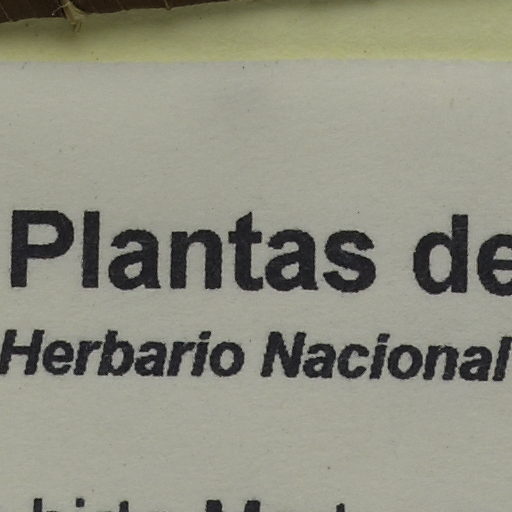 Plantas de
Herbario Nacional